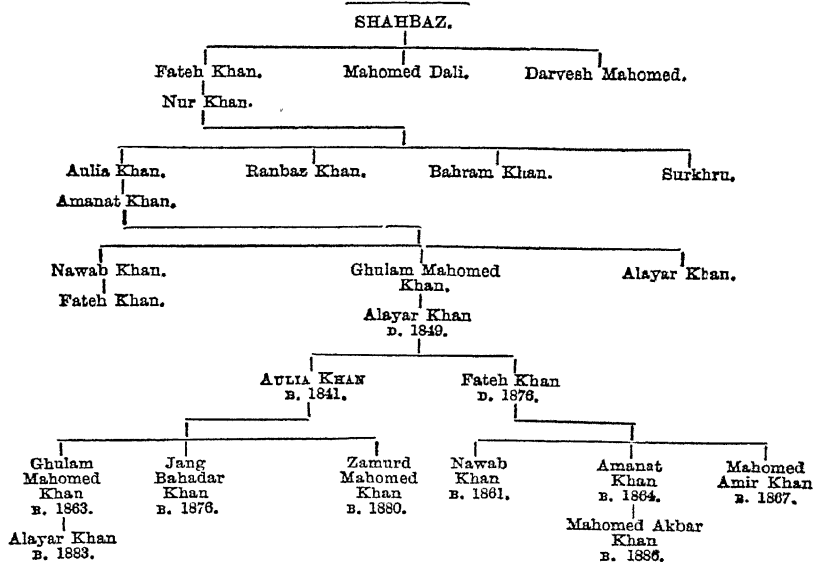 SHAHBAZ.
Fateh Khan. Mahomed Dali. Darvesh Mahomed.
Nur Khan.
Aulia Khan. Ranbaz Khan. Bahram Khan. Surkhru.
Amanat Khan.
Nawab Khan. Ghulam Mahomed Khan. Alayar Khan.
Fateh Khan.
Alayar Khan
D. 1849.
AULIA KHAN
B. 1841.
Fateh Khan
D. 1876.
Ghulam
Mahomed
Khan
B. 1863.
Jang
Bahadar
Khan
B. 1876.
Zamurd
Mahomed
Khan
B. 1880.
Nawab
Khan
B. 1861.
Amanat
Khan
B. 1864.
Mahomed
Amir Khan
B. 1867.
Alayar Khan
B. 1883.
Mahomed Akbar
Khan
B. 1886.